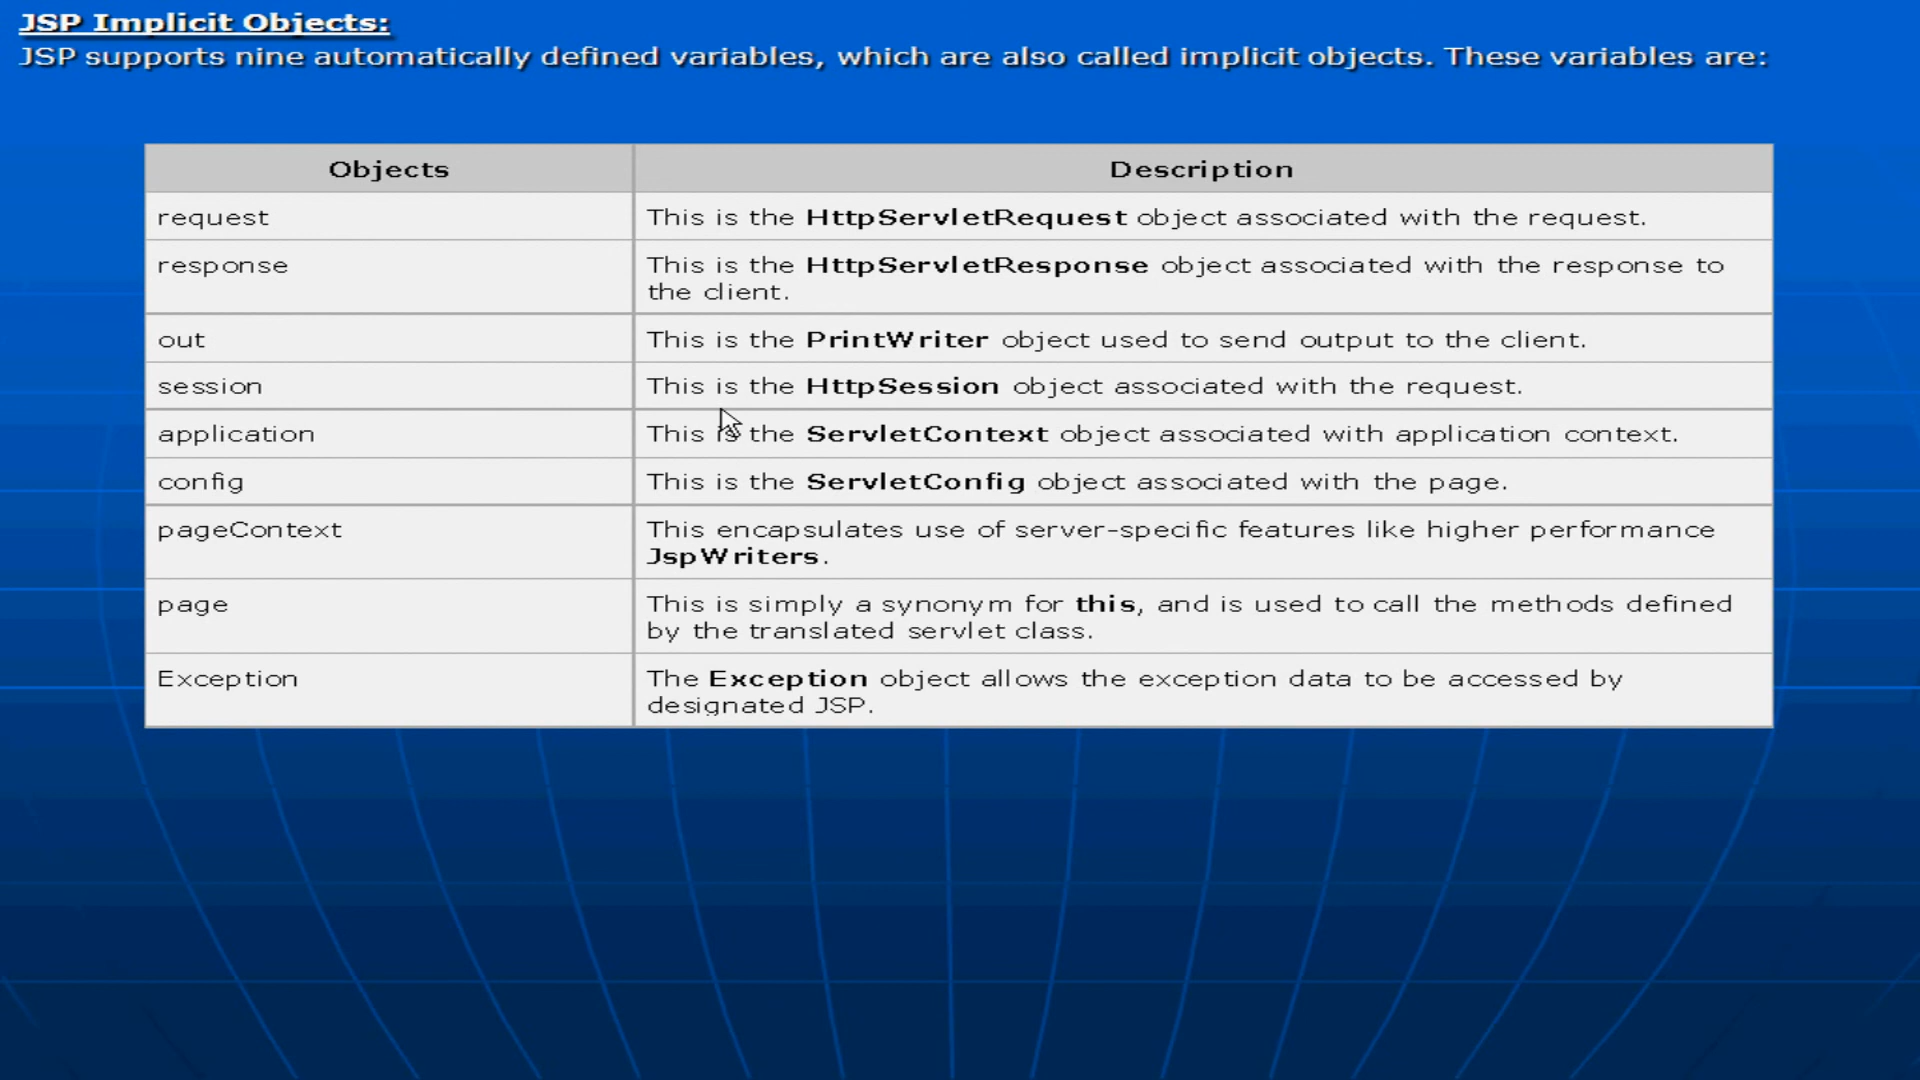 JSP Implicit Objects:
JSP supports nine automatically defined variables, which are also called implicit objects. These variables are:
Objects Description
request This is the HttpServletRequest object associated with the request.
response This is the HttpServletResponse object associated with the response to
the client.
out This is the PrintWriter object used to send output to the client.
session This is the HttpSession object associated with the request.
application This is the ServletContext object associated with application context.
config This is the ServletConfig object associated with the page.
pageContext This encapsulates use of server-specific features like higher performance
JspWriters.
page This is simply a synonym for this, and is used to call the methods defined
by the translated servlet class.
Exception The Exception object allows the exception data to be accessed by
designated JSP.